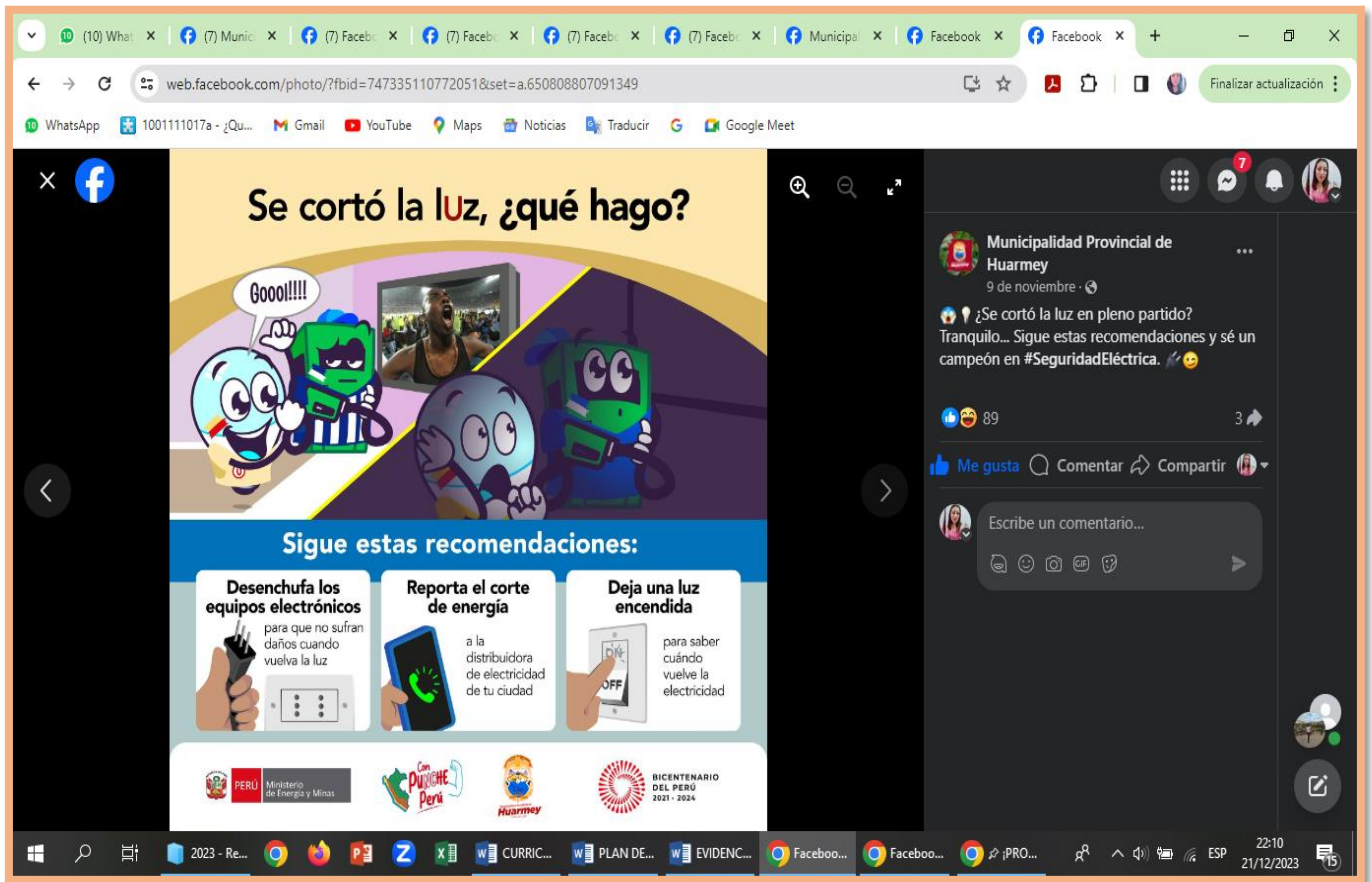 (10) What
(7) Munici
(7) Facebo
(7) Facebo
(7) Facebo
(7) Facebo
Municipal
Facebook
Facebook
web.facebook.com/photo/?fbid=747335110772051&set=a.650808807091349
Finalizar actualización
WhatsApp
1001111017a - ¿Qu...
Gmail
YouTube
Maps
Noticias
Traducir
Google Meet
Se cortó la luz, ¿qué hago?
Goool!!!!
Sigue estas recomendaciones:
Desenchufa los
equipos electrónicos
para que no sufran
daños cuando
vuelva la luz
Reporta el corte
de energía
a la
distribuidora
de electricidad
de tu ciudad
Deja una luz
encendida
para saber
cuándo
vuelve la
electricidad
ON
OFF
PERÚ
Ministerio
de Energía y Minas
Con
PUNCHE
Perú
Huarmey
BICENTENARIO
DEL PERÚ
2021 - 2024
7
Municipalidad Provincial de
Huarmey
9 de noviembre
¿Se cortó la luz en pleno partido?
Tranquilo... Sigue estas recomendaciones y sé un
campeón en #SeguridadEléctrica.
89
3
Me gusta
Comentar
Compartir
Escribe un comentario...
GIF
2023 - Re...
CURRIC...
PLAN DE...
EVIDENC...
Faceboo...
Faceboo...
¡PRO...
ESP
22:10
21/12/2023
15